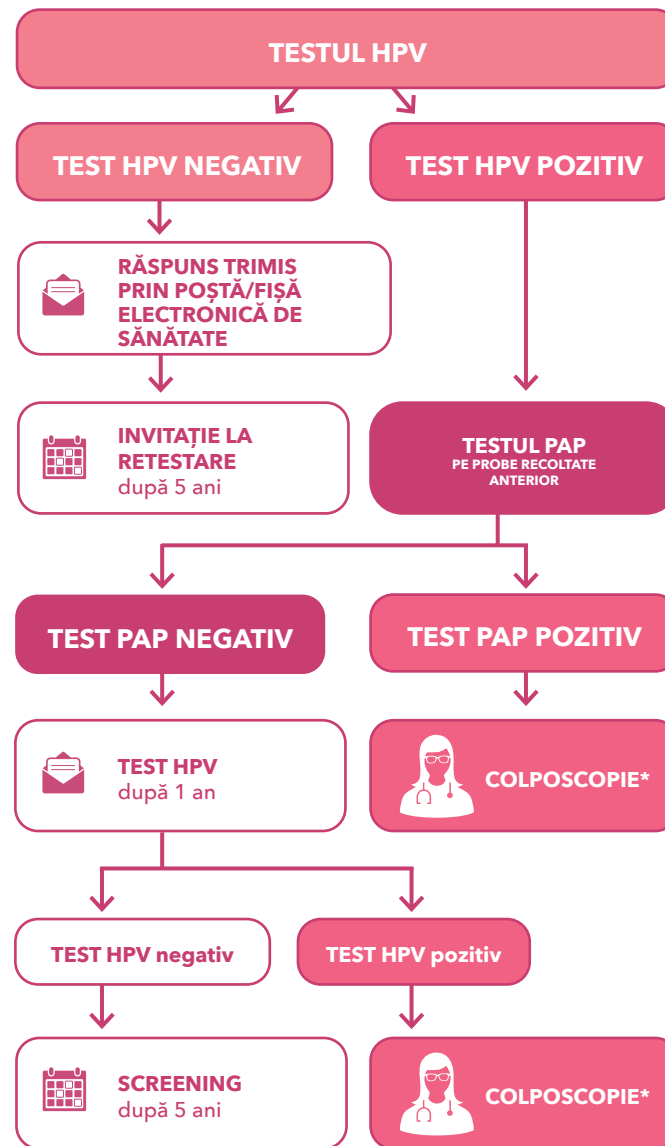 TESTUL HPV
TEST HPV NEGATIV
TEST HPV POZITIV
RĂSPUNS TRIMIS
PRIN POȘTĂ/FIȘĂ
ELECTRONICĂ DE
SĂNĂTATE
INVITAȚIE LA
RETESTARE
după 5 ani
TESTUL PAP
PE PROBE RECOLTATE
ANTERIOR
TEST PAP NEGATIV
TEST PAP POZITIV
TEST HPV
după 1 an
COLPOSCOPIE*
TEST HPV negativ
TEST HPV pozitiv
SCREENING
după 5 ani
COLPOSCOPIE*